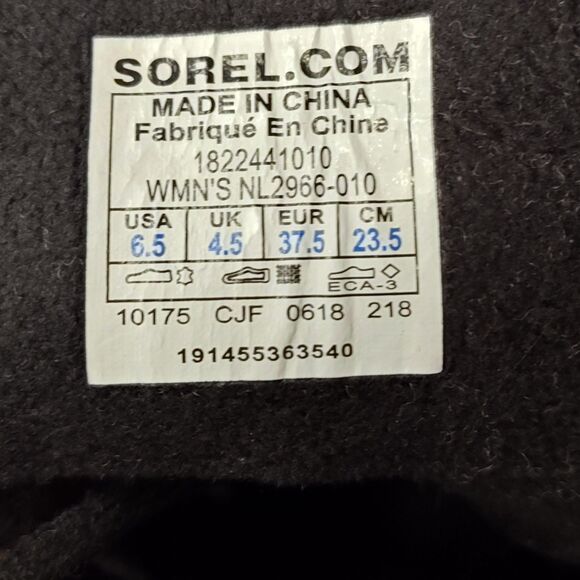 SOREL.COM
MADE IN CHINA
Fabriqué En Chine
1822441010
WMN'S NL2966-010
USA UK EUR CM
6.5 4.5 37.5 23.5
ECA-3
10175 CJF 0618 218
191455363540